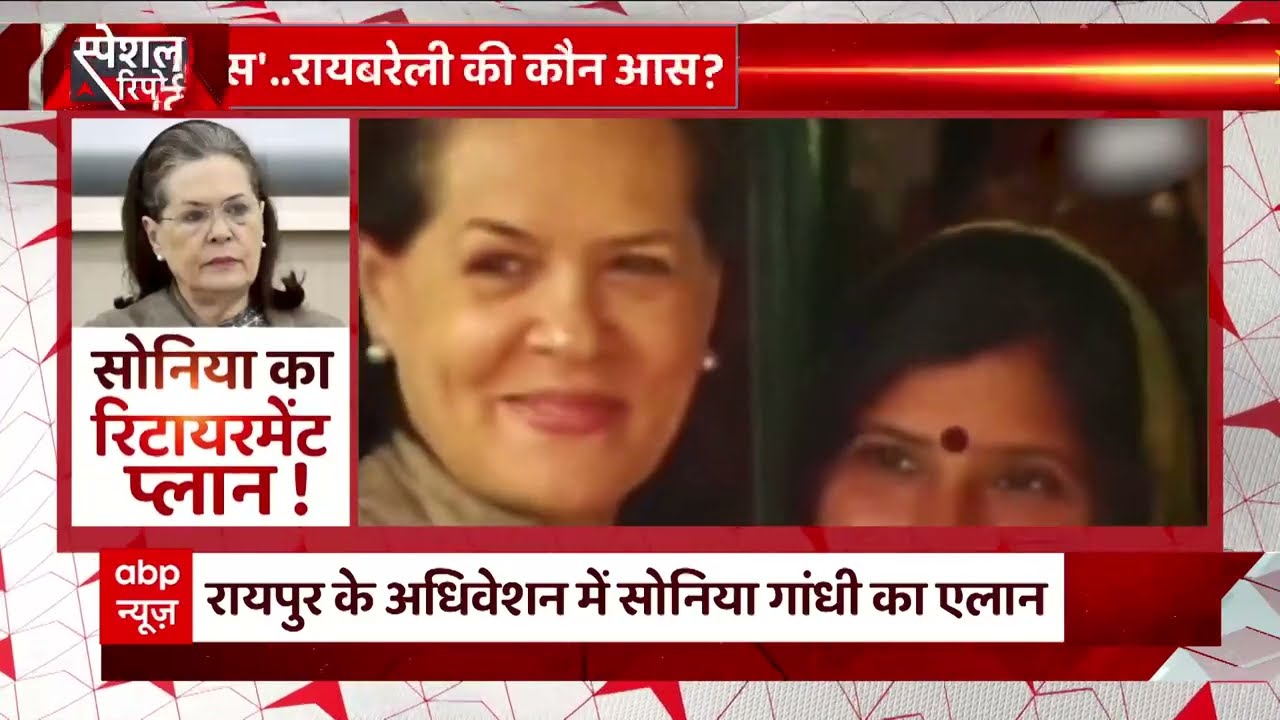 स्पेशल
रिपोर्ट
स'..रायबरेली की कौन आस?
सोनिया का
रिटायरमेंट
प्लान !
abp
न्यूज़
रायपुर के अधिवेशन में सोनिया गांधी का एलान